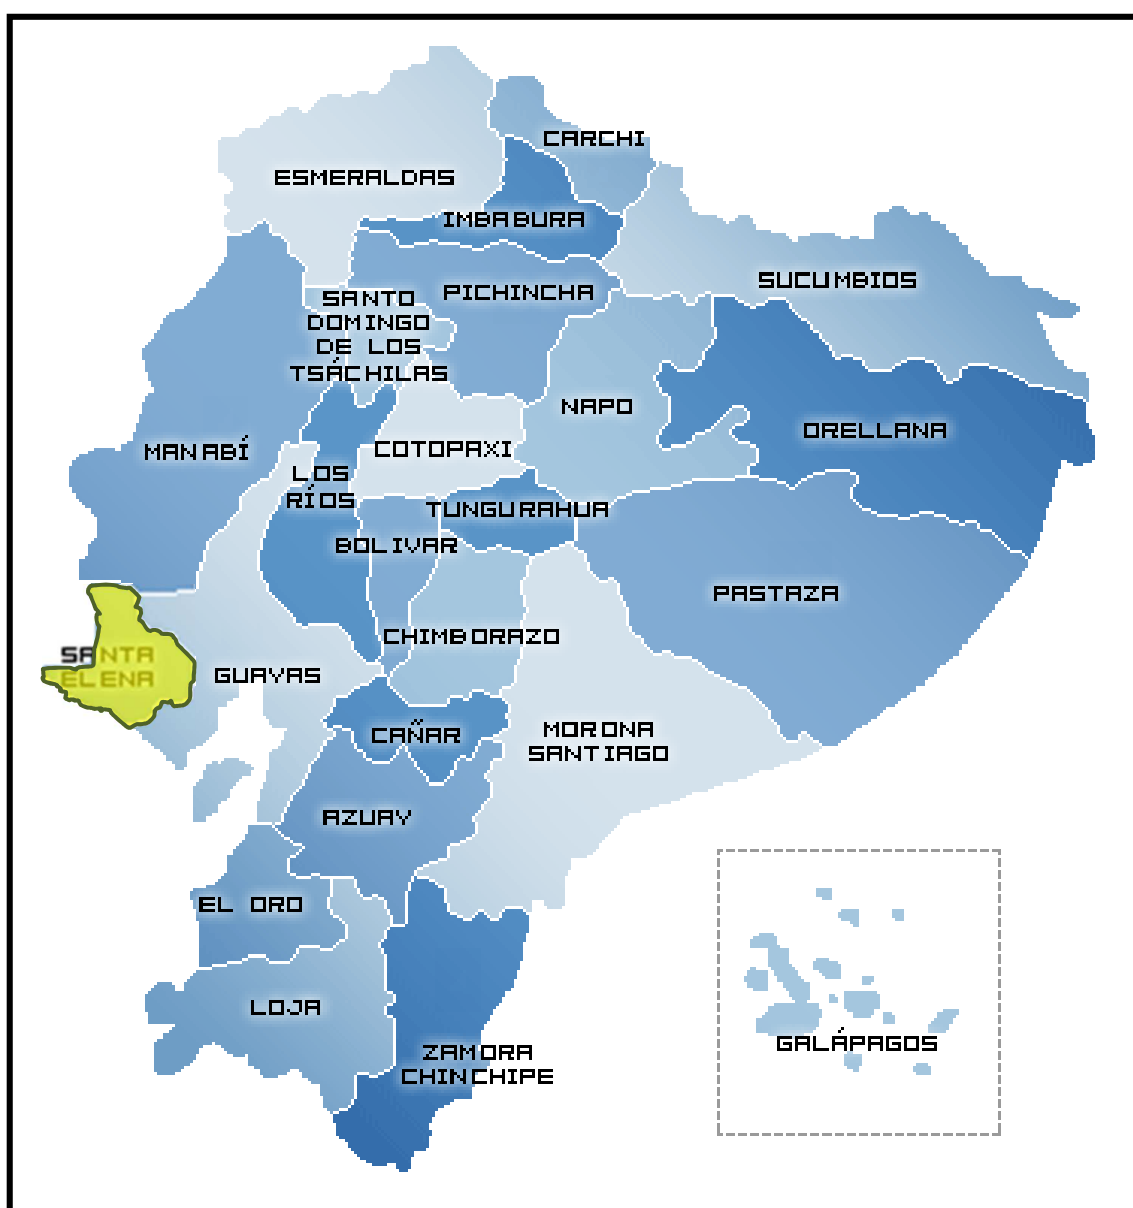 CARCHI
ESMERALDAS
IMBABURA
SUCUMBIOS
PICHINCHA
SANTO
DOMINGO
DE LOS
TSÁCHILAS
NAPO
ORELLANA
MANABÍ
COTOPAXI
LOS
RÍOS
TUNGURAHUA
BOLIVAR
PASTAZA
CHIMBORAZO
SANTA
ELENA
GUAYAS
MORONA
SANTIAGO
CAÑAR
AZUAY
EL ORO
LOJA
GALÁPAGOS
ZAMORA
CHINCHIPE